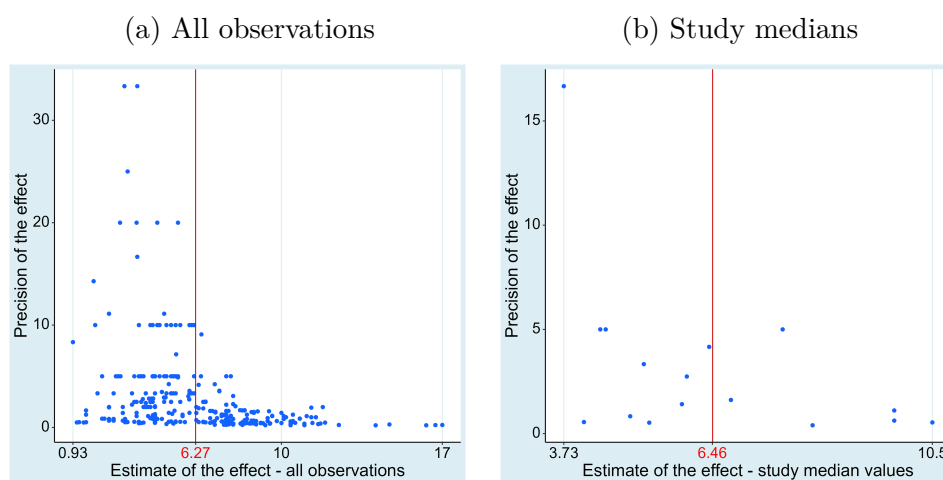 (a) All observations
30
20
10
0
Precision of the effect
0.93 6.27 10 17
Estimate of the effect - all observations
(b) Study medians
15
10
5
0
Precision of the effect
3.73 6.46 10.5
Estimate of the effect - study median values